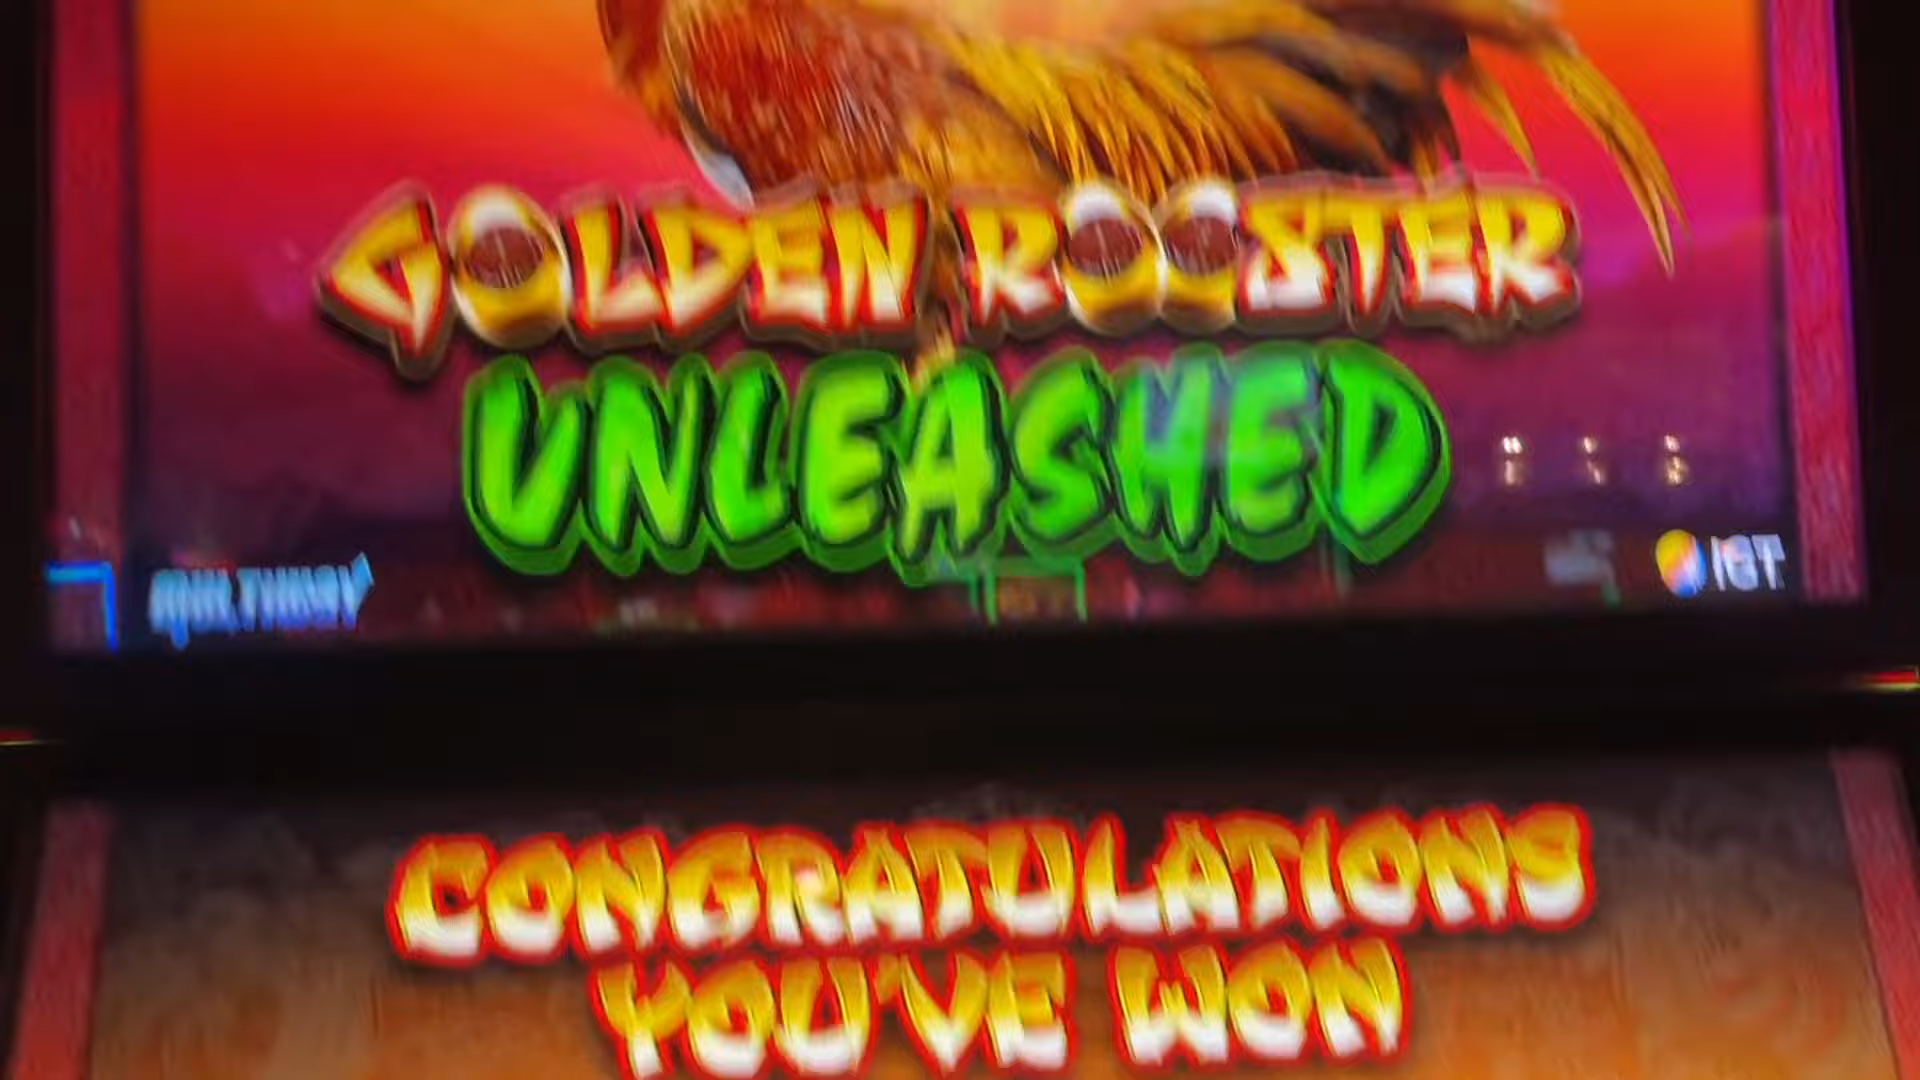 GOLDEN ROOSTER
UNLEASHED
IGT
CONGRATULATIONS
YOU'VE WON